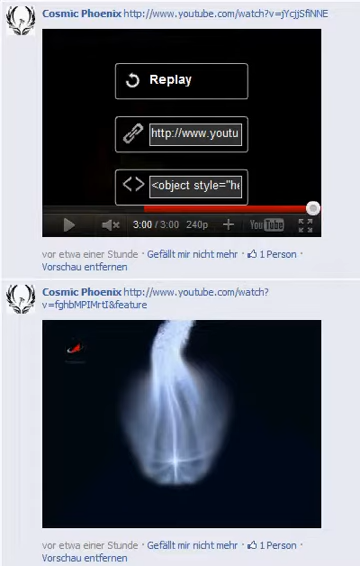 Cosmic Phoenix http://www.youtube.com/watch?v=jYcjjSfiNNE
Replay
http://www.youtu
<object style="he
3:00 / 3:00 240p YouTube
vor etwa einer Stunde · Gefällt mir nicht mehr · 1 Person ·
Vorschau entfernen
Cosmic Phoenix http://www.youtube.com/watch?
v=fghbMPIMrtI&feature
vor etwa einer Stunde · Gefällt mir nicht mehr · 1 Person ·
Vorschau entfernen